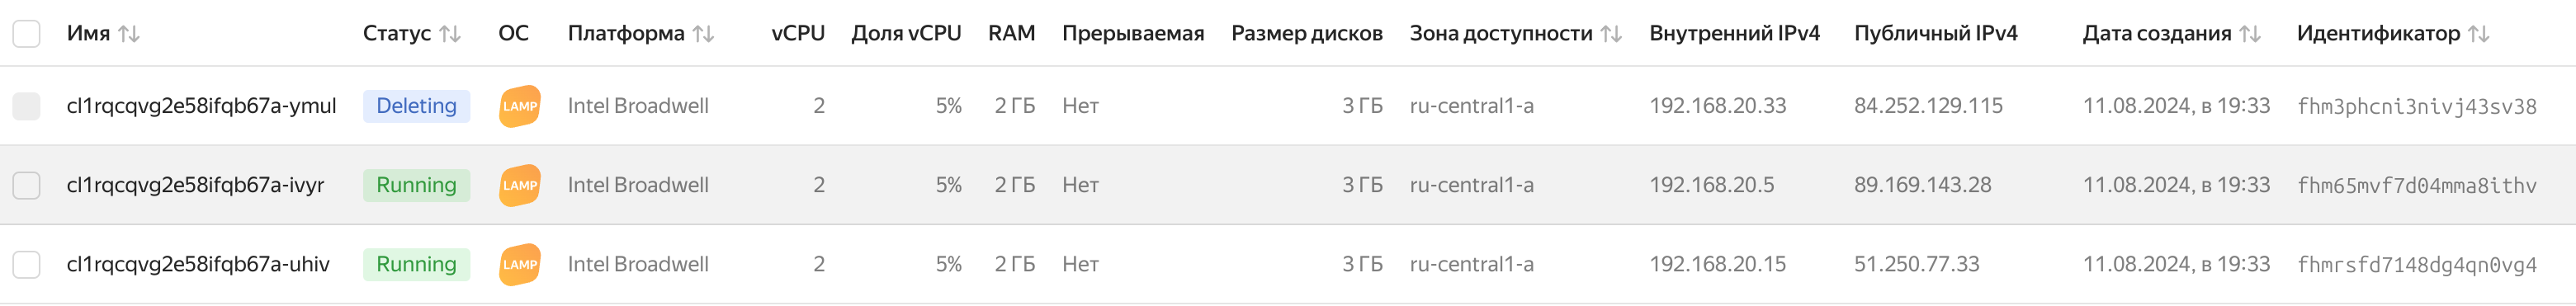 Имя Статус ОС Платформа vCPU Доля vCPU RAM Прерываемая Размер дисков Зона доступности Внутренний IPv4 Публичный IPv4 Дата создания Идентификатор
cl1rqcqvg2e58ifqb67a-ymul Deleting LAMP Intel Broadwell 2 5% 2 ГБ Нет 3 ГБ ru-central1-a 192.168.20.33 84.252.129.115 11.08.2024, в 19:33 fhm3phcni3nivj43sv38
cl1rqcqvg2e58ifqb67a-ivyr Running LAMP Intel Broadwell 2 5% 2 ГБ Нет 3 ГБ ru-central1-a 192.168.20.5 89.169.143.28 11.08.2024, в 19:33 fhm65mvf7d04mma8ithv
cl1rqcqvg2e58ifqb67a-uhiv Running LAMP Intel Broadwell 2 5% 2 ГБ Нет 3 ГБ ru-central1-a 192.168.20.15 51.250.77.33 11.08.2024, в 19:33 fhmrsfd7148dg4qn0vg4